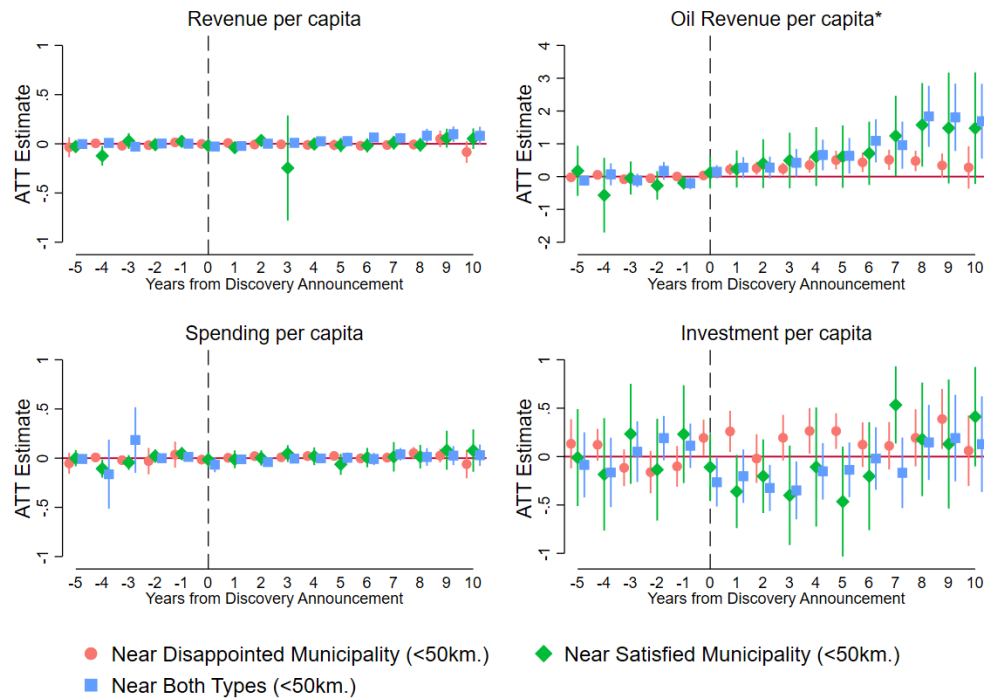 Revenue per capita
ATT Estimate
1
.5
0
-.5
-1
-5 -4 -3 -2 -1 0 1 2 3 4 5 6 7 8 9 10
Years from Discovery Announcement
Oil Revenue per capita*
ATT Estimate
4
3
2
1
0
-1
-2
-5 -4 -3 -2 -1 0 1 2 3 4 5 6 7 8 9 10
Years from Discovery Announcement
Spending per capita
ATT Estimate
1
.5
0
-.5
-1
-5 -4 -3 -2 -1 0 1 2 3 4 5 6 7 8 9 10
Years from Discovery Announcement
Investment per capita
ATT Estimate
1
.5
0
-.5
-1
-5 -4 -3 -2 -1 0 1 2 3 4 5 6 7 8 9 10
Years from Discovery Announcement
Near Disappointed Municipality (<50km.)
Near Satisfied Municipality (<50km.)
Near Both Types (<50km.)